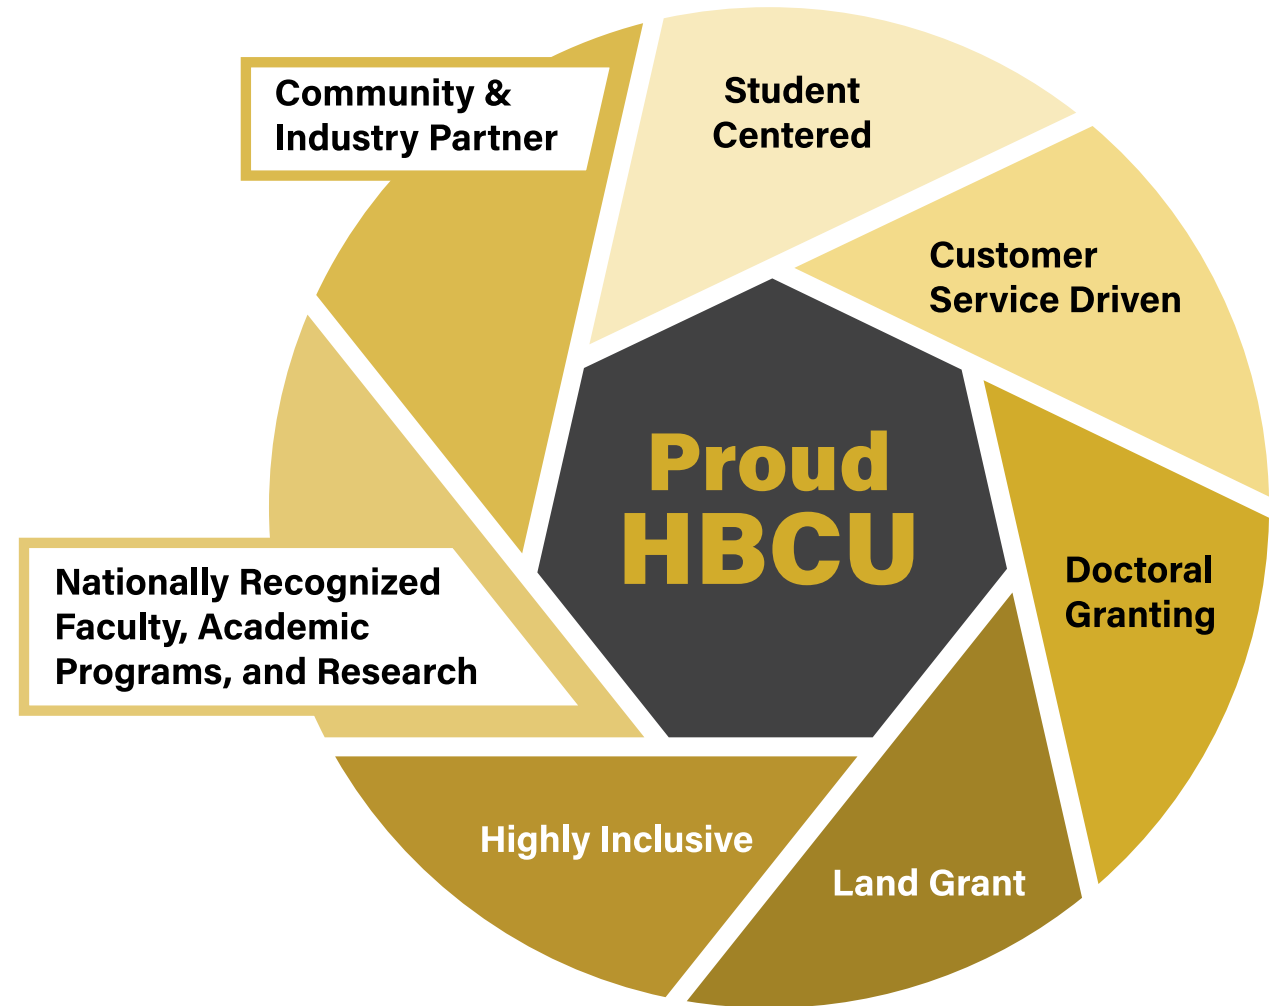 Community &
Industry Partner
Student
Centered
Customer
Service Driven
Proud
HBCU
Doctoral
Granting
Nationally Recognized
Faculty, Academic
Programs, and Research
Highly Inclusive
Land Grant